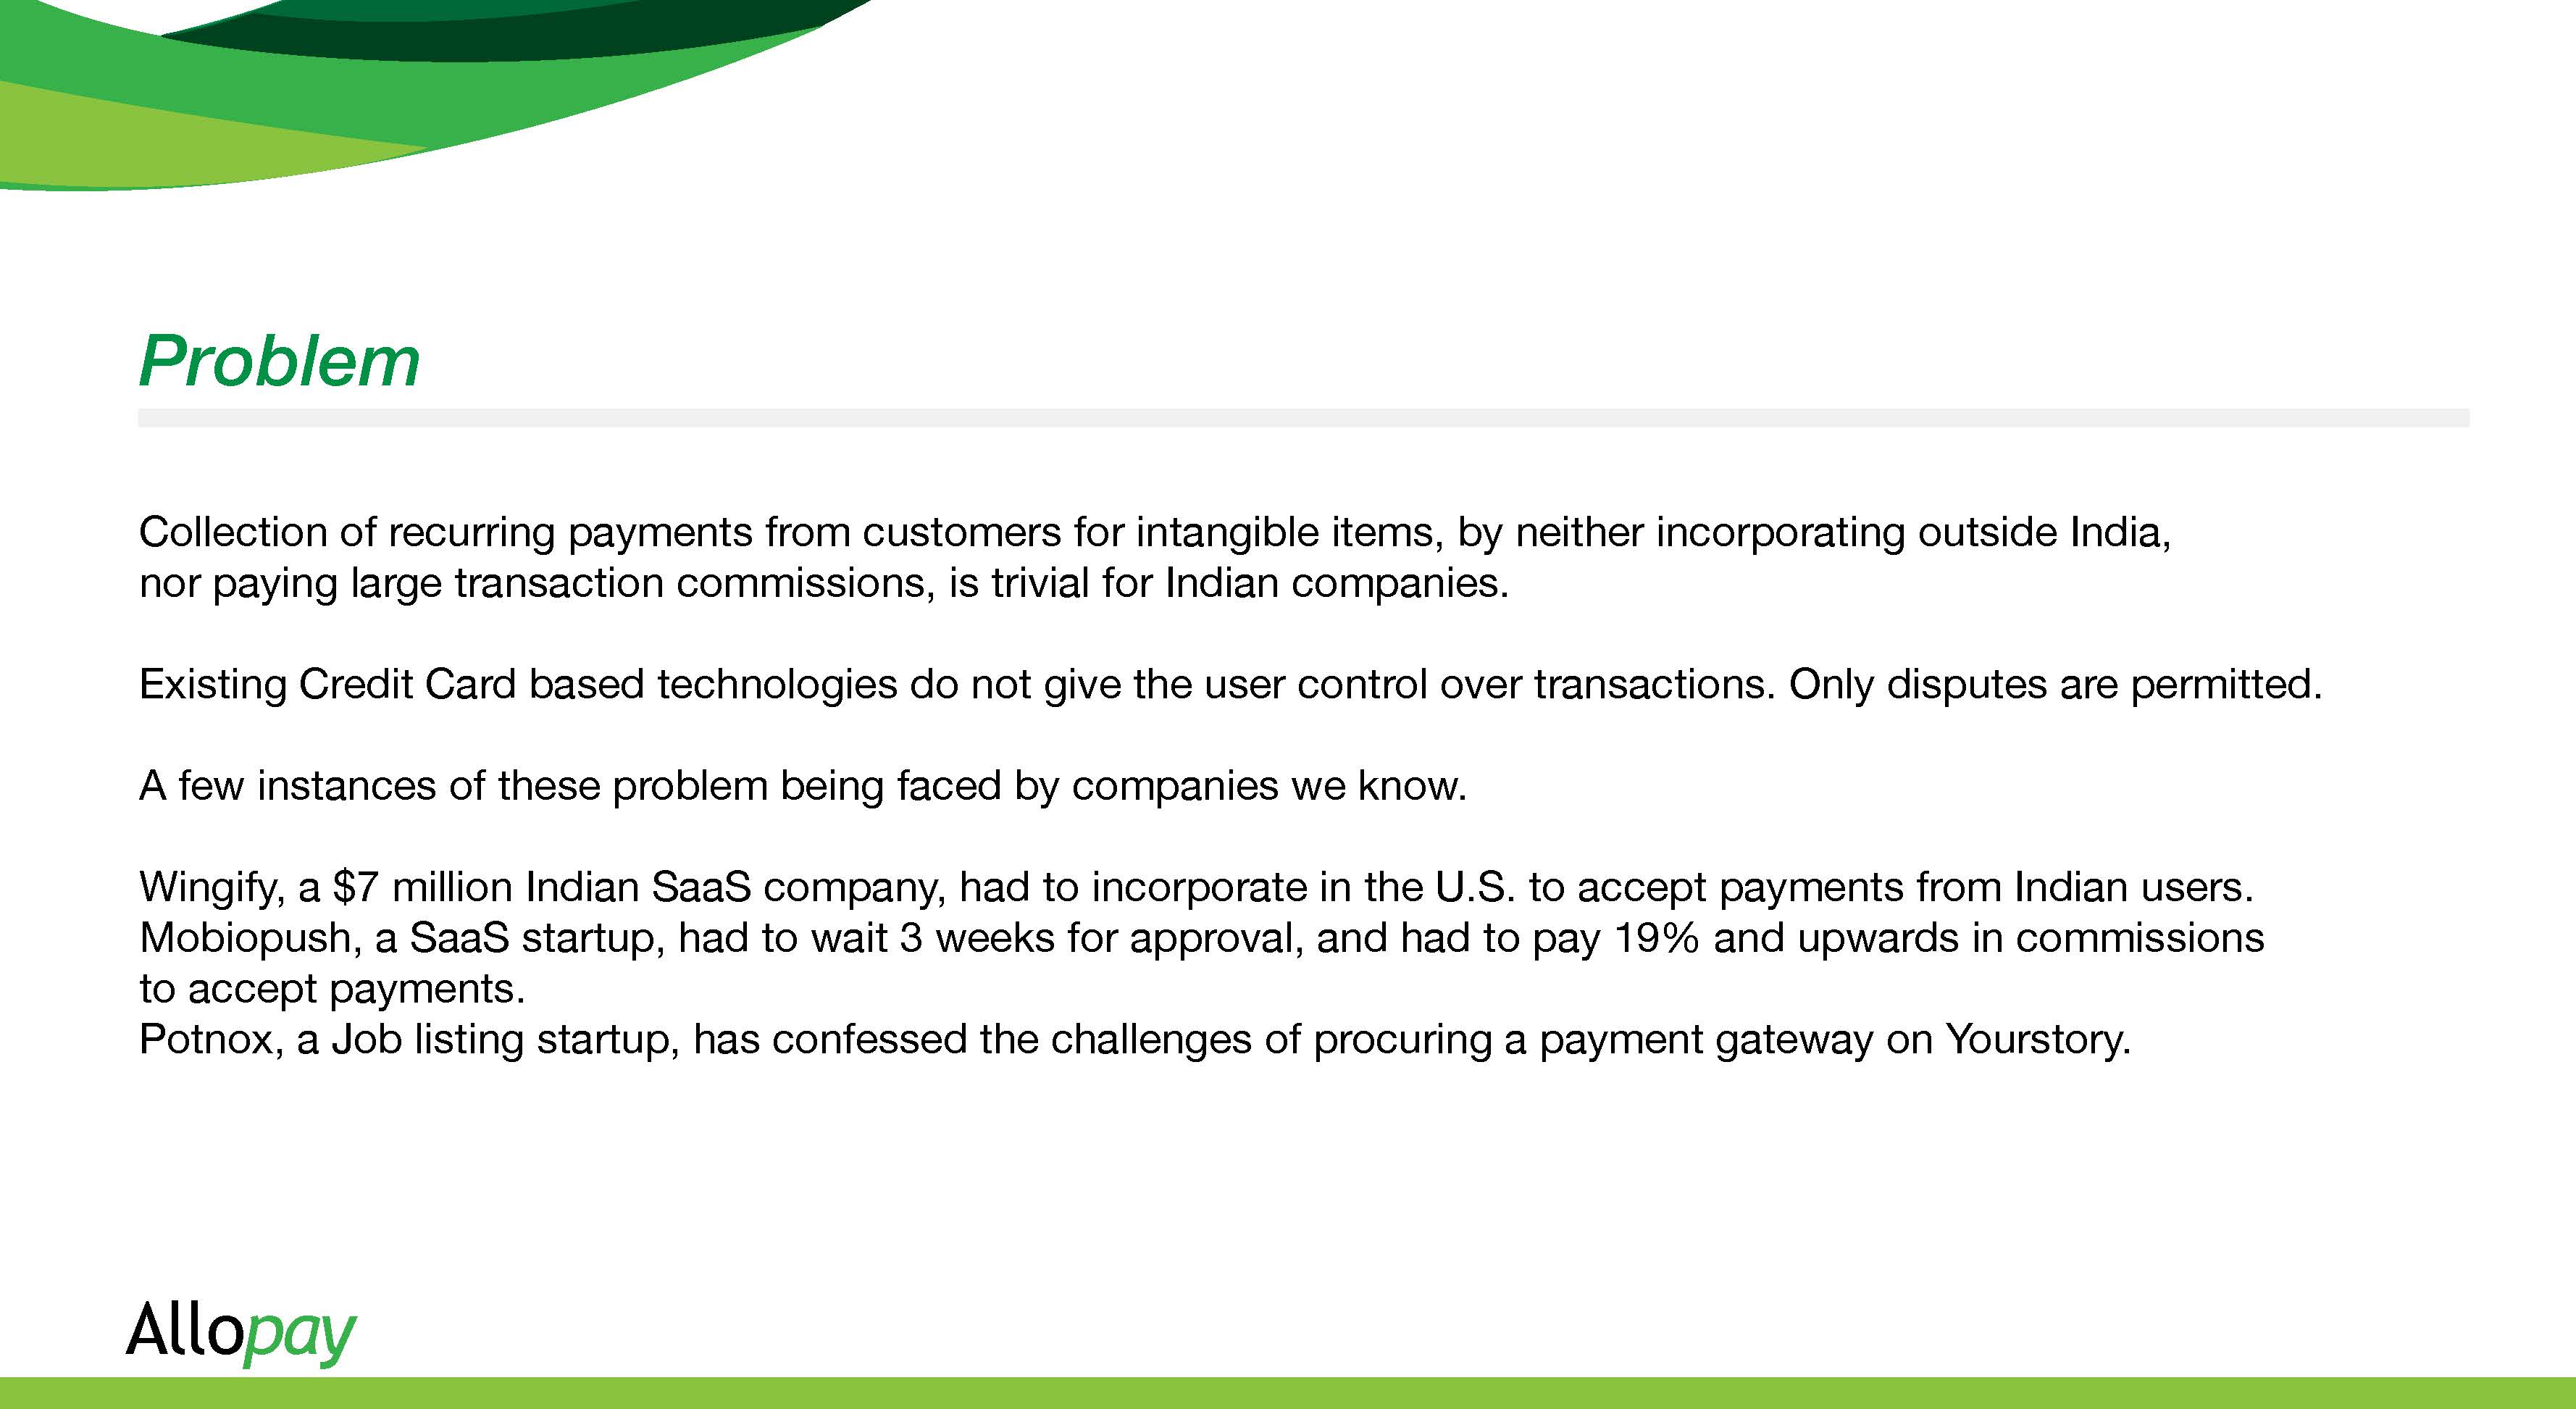 Problem
Collection of recurring payments from customers for intangible items, by neither incorporating outside India,
nor paying large transaction commissions, is trivial for Indian companies.
Existing Credit Card based technologies do not give the user control over transactions. Only disputes are permitted.
A few instances of these problem being faced by companies we know.
Wingify, a $7 million Indian SaaS company, had to incorporate in the U.S. to accept payments from Indian users.
Mobiopush, a SaaS startup, had to wait 3 weeks for approval, and had to pay 19% and upwards in commissions
to accept payments.
Potnox, a Job listing startup, has confessed the challenges of procuring a payment gateway on Yourstory.
Allopay